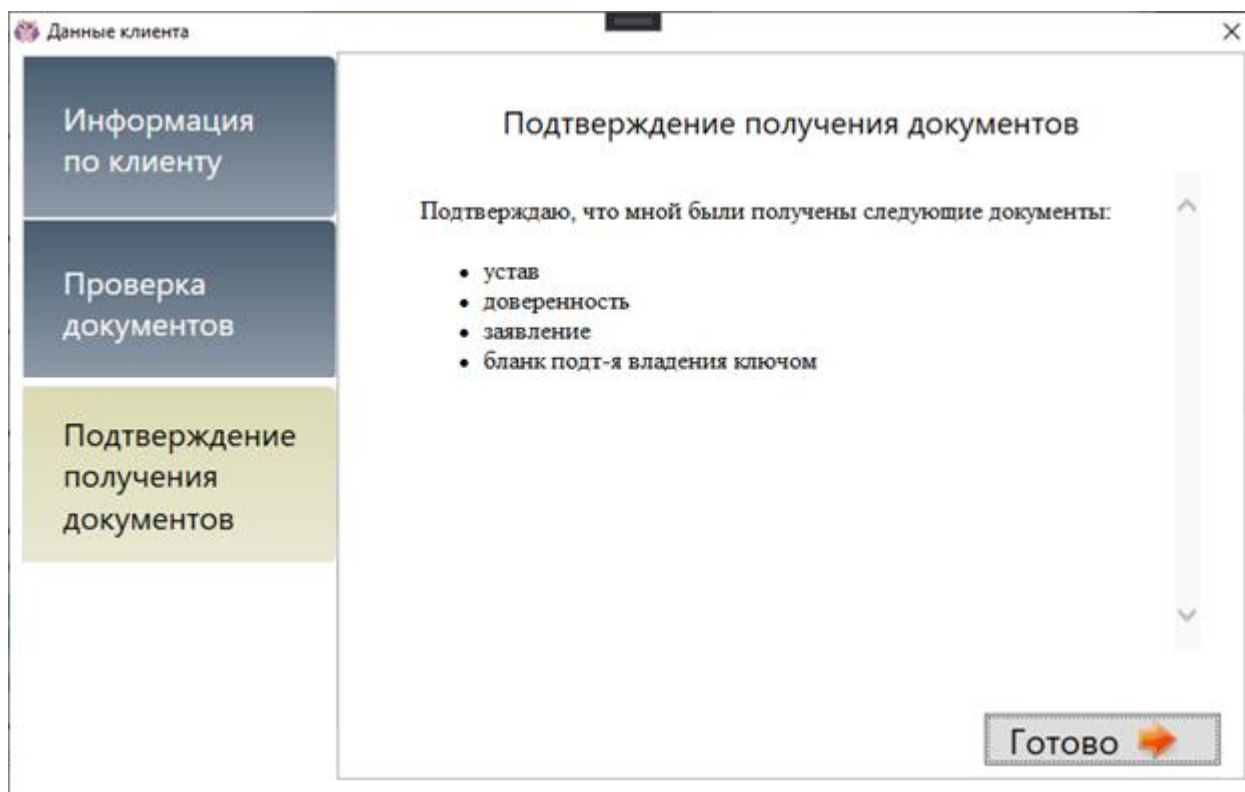 Данные клиента
Информация
по клиенту
Проверка
документов
Подтверждение
получения
документов
Подтверждение получения документов
Подтверждаю, что мной были получены следующие документы:
устав
доверенность
заявление
бланк подт-я владения ключом
Готово